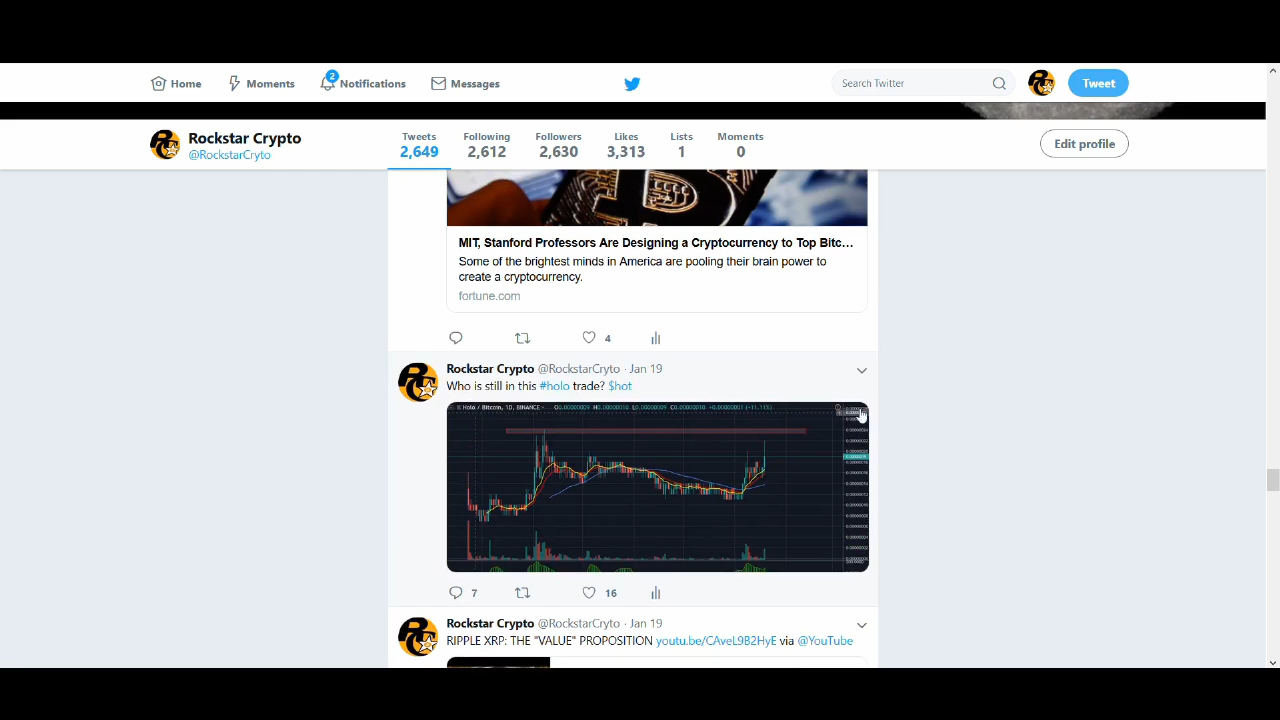 Home
Moments
2
Notifications
Messages
Search Twitter
Tweet
Rockstar Crypto
@RockstarCryto
Tweets
2,649
Following
2,612
Followers
2,630
Likes
3,313
Lists
1
Moments
0
Edit profile
MIT, Stanford Professors Are Designing a Cryptocurrency to Top Bitc...
Some of the brightest minds in America are pooling their brain power to
create a cryptocurrency.
fortune.com
4
Rockstar Crypto @RockstarCryto · Jan 19
Who is still in this #holo trade? $hot
Holo / Bitcoin, 1D, BINANCE
7
16
Rockstar Crypto @RockstarCryto · Jan 19
RIPPLE XRP: THE "VALUE" PROPOSITION youtu.be/CAveL9B2HyE via @YouTube